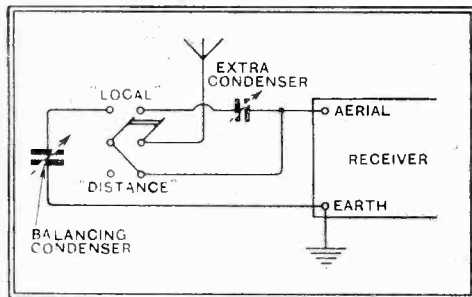 EXTRA
CONDENSER
"LOCAL"
AERIAL
RECEIVER
"DISTANCE"
EARTH
BALANCING
CONDENSER